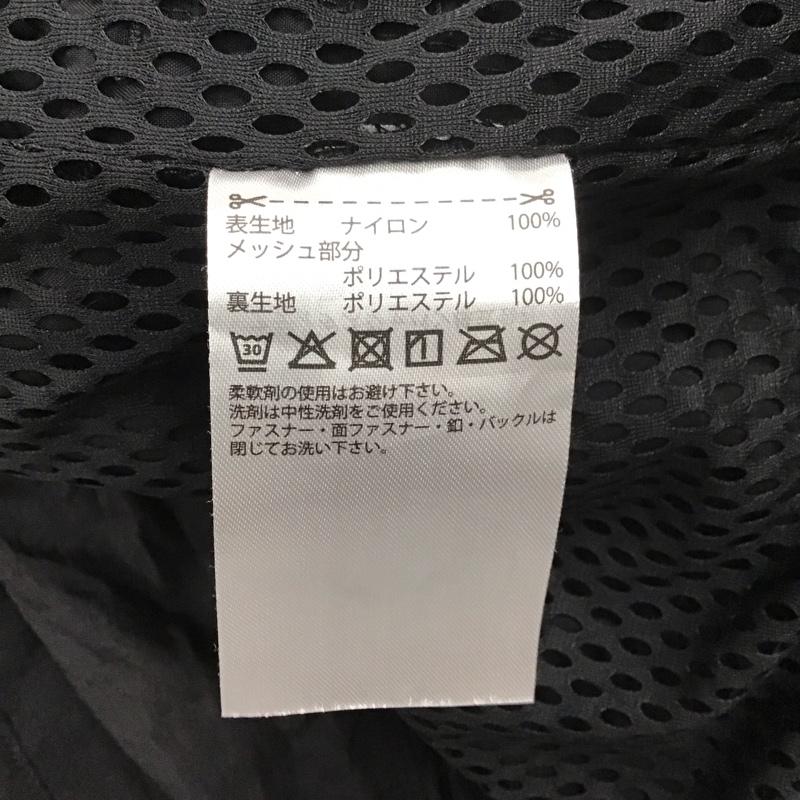 表生地 ナイロン 100%
メッシュ部分
ポリエステル 100%
裏生地 ポリエステル 100%
30
柔軟剤の使用はお避け下さい。
洗剤は中性洗剤をご使用ください。
ファスナー・面ファスナー・釦・バックルは
閉じてお洗い下さい。